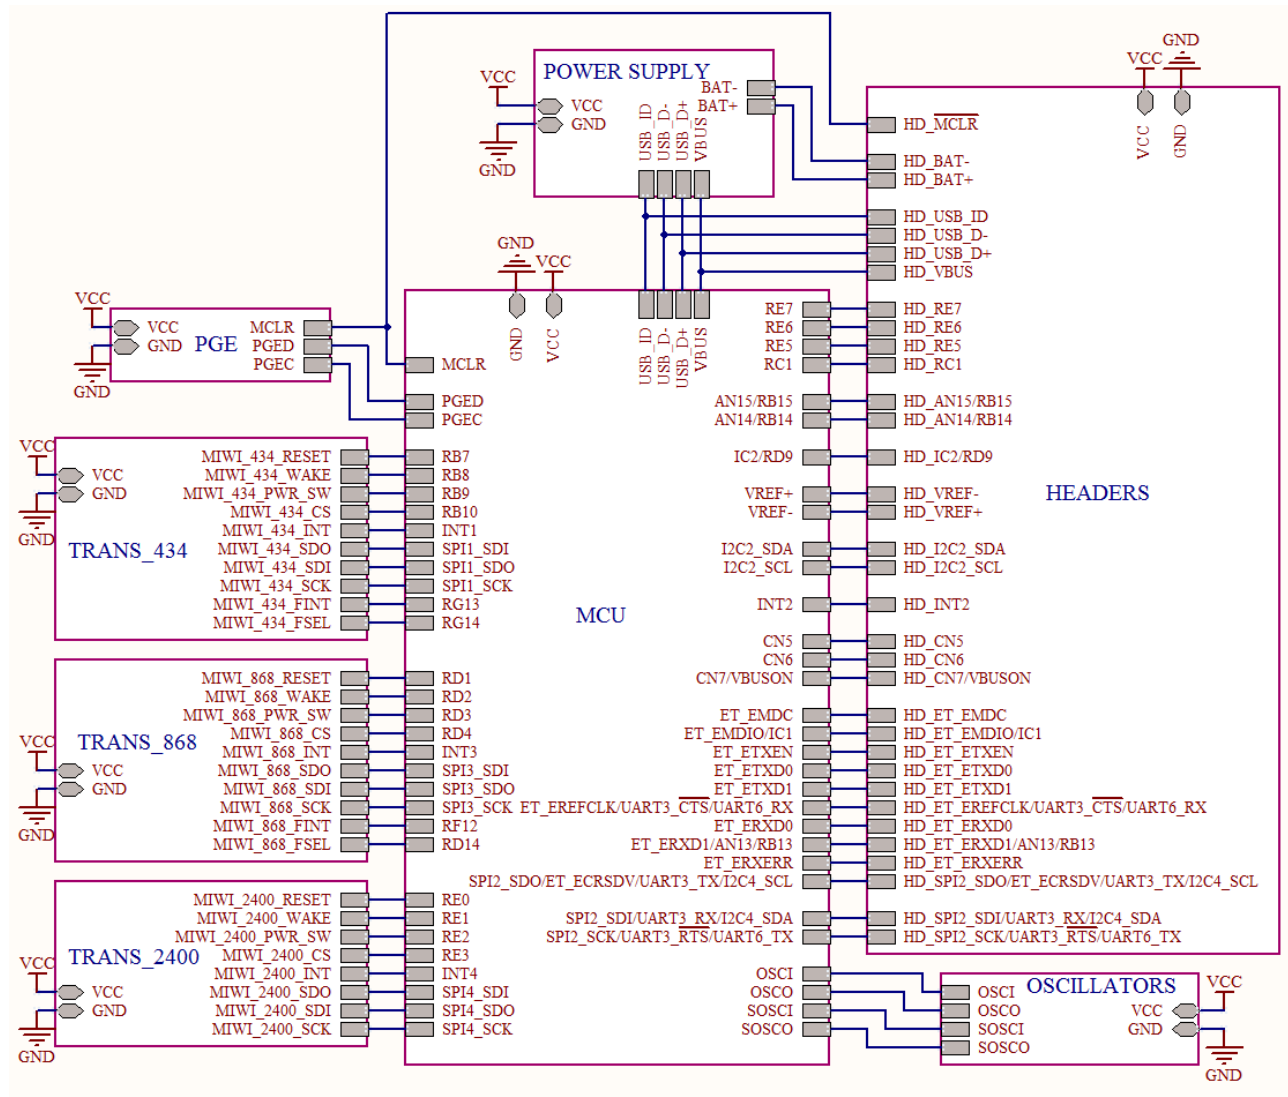 POWER SUPPLY
VCC
VCC
GND
GND
BAT-
BAT+
USB_ID
USB_D-
USB_D+
VBUS
GND
VCC
VCC
GND
HD_MCLR
HD_BAT-
HD_BAT+
HD_USB_ID
HD_USB_D-
HD_USB_D+
HD_VBUS
HD_RE7
HD_RE6
HD_RE5
HD_RC1
HD_AN15/RB15
HD_AN14/RB14
HD_IC2/RD9
HD_VREF-
HD_VREF+
HEADERS
HD_I2C2_SDA
HD_I2C2_SCL
HD_INT2
HD_CN5
HD_CN6
HD_CN7/VBUSON
HD_ET_EMDC
HD_ET_EMDIO/IC1
HD_ET_ETXEN
HD_ET_ETXD0
HD_ET_ETXD1
HD_ET_EREFCLK/UART3_CTS/UART6_RX
HD_ET_ERXD0
HD_ET_ERXD1/AN13/RB13
HD_ET_ERXERR
HD_SPI2_SDO/ET_ECRSDV/UART3_TX/I2C4_SCL
HD_SPI2_SDI/UART3_RX/I2C4_SDA
HD_SPI2_SCK/UART3_RTS/UART6_TX
VCC
VCC
GND
GND
PGE
MCLR
PGED
PGEC
GND
VCC
GND
VCC
USB_ID
USB_D-
USB_D+
VBUS
MCLR
PGED
PGEC
RB7
RB8
RB9
RB10
INT1
SPI1_SDI
SPI1_SDO
SPI1_SCK
RG13
RG14
RD1
RD2
RD3
RD4
INT3
SPI3_SDI
SPI3_SDO
SPI3_SCK
RF12
RD14
RE0
RE1
RE2
RE3
INT4
SPI4_SDI
SPI4_SDO
SPI4_SCK
MCU
RE7
RE6
RE5
RC1
AN15/RB15
AN14/RB14
IC2/RD9
VREF+
VREF-
I2C2_SDA
I2C2_SCL
INT2
CN5
CN6
CN7/VBUSON
ET_EMDC
ET_EMDIO/IC1
ET_ETXEN
ET_ETXD0
ET_ETXD1
ET_EREFCLK/UART3_CTS/UART6_RX
ET_ERXD0
ET_ERXD1/AN13/RB13
ET_ERXERR
SPI2_SDO/ET_ECRSDV/UART3_TX/I2C4_SCL
SPI2_SDI/UART3_RX/I2C4_SDA
SPI2_SCK/UART3_RTS/UART6_TX
OSCI
OSCO
SOSCI
SOSCO
VCC
VCC
GND
GND
TRANS_434
MIWI_434_RESET
MIWI_434_WAKE
MIWI_434_PWR_SW
MIWI_434_CS
MIWI_434_INT
MIWI_434_SDO
MIWI_434_SDI
MIWI_434_SCK
MIWI_434_FINT
MIWI_434_FSEL
VCC
VCC
GND
GND
TRANS_868
MIWI_868_RESET
MIWI_868_WAKE
MIWI_868_PWR_SW
MIWI_868_CS
MIWI_868_INT
MIWI_868_SDO
MIWI_868_SDI
MIWI_868_SCK
MIWI_868_FINT
MIWI_868_FSEL
VCC
VCC
GND
GND
TRANS_2400
MIWI_2400_RESET
MIWI_2400_WAKE
MIWI_2400_PWR_SW
MIWI_2400_CS
MIWI_2400_INT
MIWI_2400_SDO
MIWI_2400_SDI
MIWI_2400_SCK
OSCILLATORS
OSCI
OSCO
SOSCI
SOSCO
VCC
GND
VCC
GND